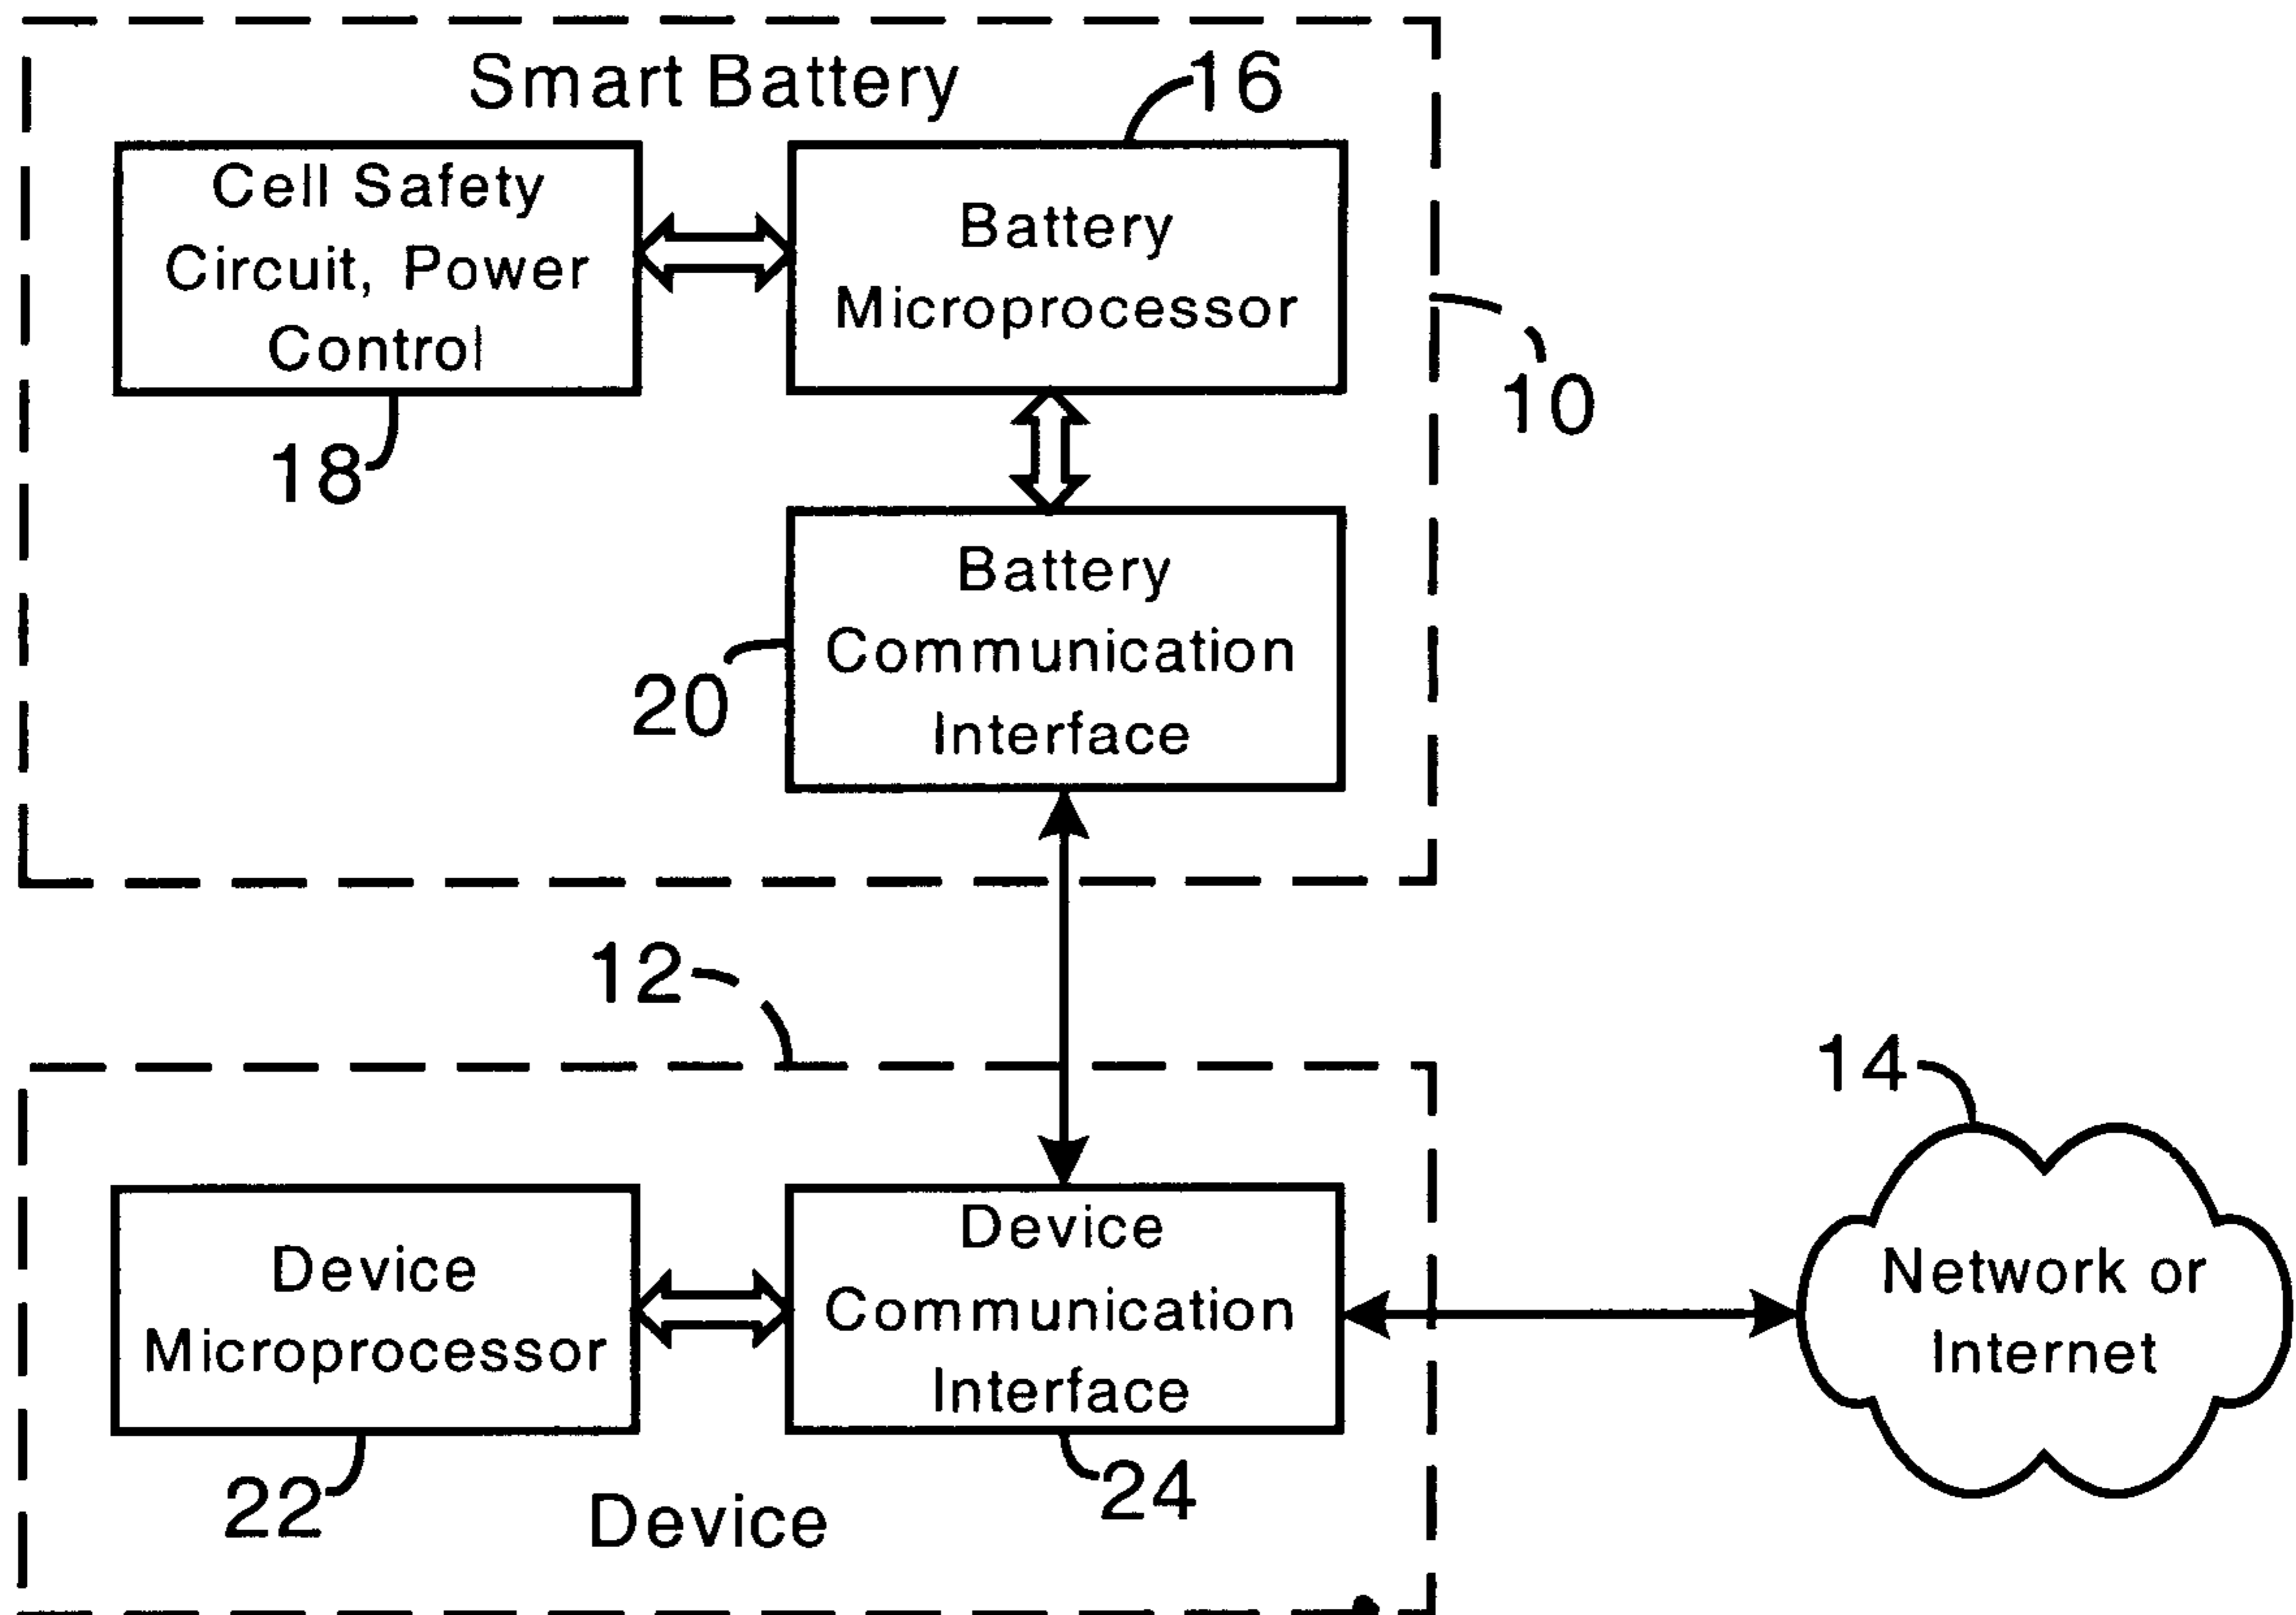 Smart Battery
16
Cell Safety
Circuit, Power
Control
18
Battery
Microprocessor
10
Battery
Communication
Interface
20
12
14
Device
Microprocessor
22
Device
Communication
Interface
24
Network or
Internet
Device